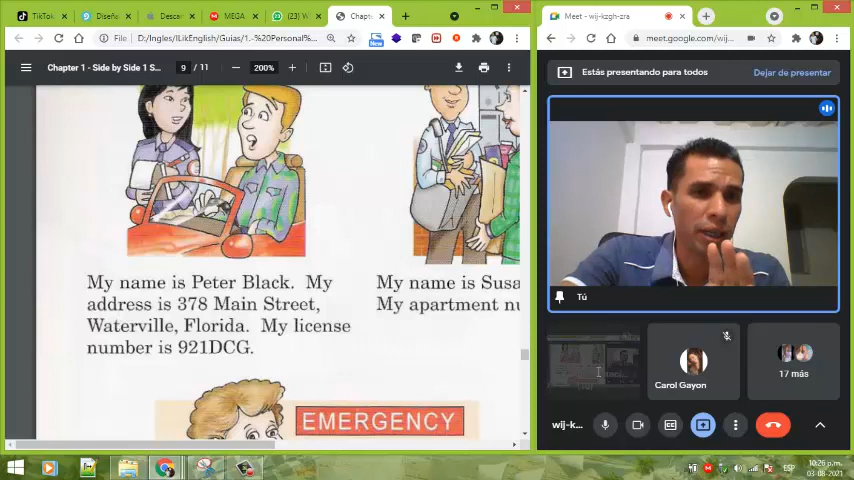 TikTok
Diseña
Descar
MEGA
(23) W
Chapt
Meet - wij-kzgh-zra
File
D:/Ingles/ILikEnglish/Guias/1.-%20Personal...
New
meet.google.com/wij...
Chapter 1 - Side by Side 1 S...
9 / 11
200%
Estás presentando para todos
Dejar de presentar
My name is Peter Black. My
address is 378 Main Street,
Waterville, Florida. My license
number is 921DCG.
My name is Susa
My apartment nu
EMERGENCY
Tú
Carol Gayon
17 más
wij-k...
ESP
10:26 p.m.
03-08-2021